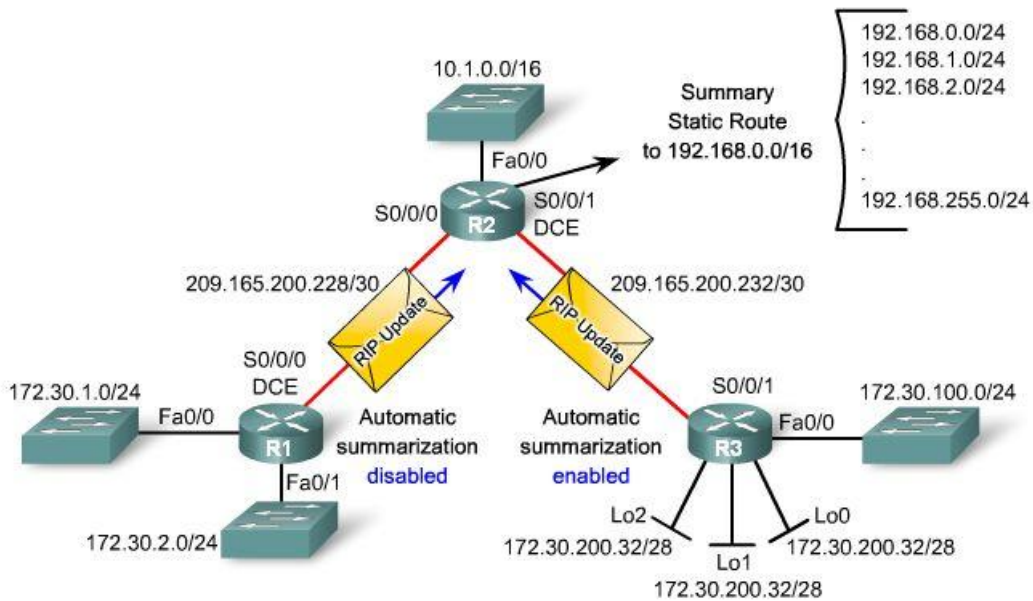 192.168.0.0/24
192.168.1.0/24
192.168.2.0/24
.
.
.
192.168.255.0/24
10.1.0.0/16
Summary
Static Route
to 192.168.0.0/16
Fa0/0
S0/0/0
R2
S0/0/1
DCE
209.165.200.228/30
RIP Update
RIP Update
209.165.200.232/30
S0/0/0
DCE
172.30.1.0/24
Fa0/0
R1
Automatic
summarization
disabled
Automatic
summarization
enabled
S0/0/1
R3
Fa0/0
172.30.100.0/24
Fa0/1
172.30.2.0/24
Lo2
172.30.200.32/28
Lo1
172.30.200.32/28
Lo0
172.30.200.32/28